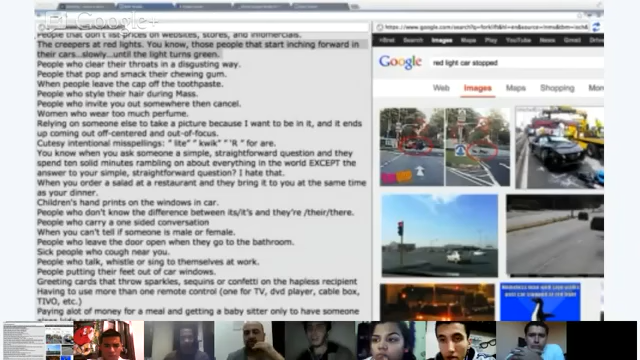 Google+
People that don't list prices on websites, stores, and infomercials.
The creepers at red lights. You know, those people that start inching forward in
their cars...slowly...until the light turns green.
People who clear their throats in a disgusting way.
People that pop and smack their chewing gum.
When people leave the cap off the toothpaste.
People who style their hair during Mass.
People who invite you out somewhere then cancel.
Women who wear too much perfume.
Relying on someone else to take a picture because I want to be in it, and it
ends up coming out off-centered and out-of-focus.
Cutesy intentional misspellings: " lite" " kwik" " 'R " for are.
You know when you ask someone a simple, straightforward question and they
spend ten solid minutes rambling on about everything in the world EXCEPT the
answer to your simple, straightforward question? I hate that.
When you order a salad at a restaurant and they bring it to you at the same time
as your dinner.
Children's hand prints on the windows in car.
People who don't know the difference between its/it's and they're /their/there.
People who carry a one sided conversation
When you can't tell if someone is male or female.
People who leave the door open when they go to the bathroom.
Sick people who cough near you.
People who talk, whistle or sing to themselves at work.
People putting their feet out of car windows.
Greeting cards that throw sparkles, sequins or confetti on the hapless recipient
Having to use more than one remote control (one for TV, dvd player, cable box,
TIVO, etc.)
Paying alot of money for a meal and getting a baby sitter only to have someone
https://www.google.com/search?q=
Search Images Maps Play YouTube News Gmail
Google
red light car stopped
Web Images Maps Shopping